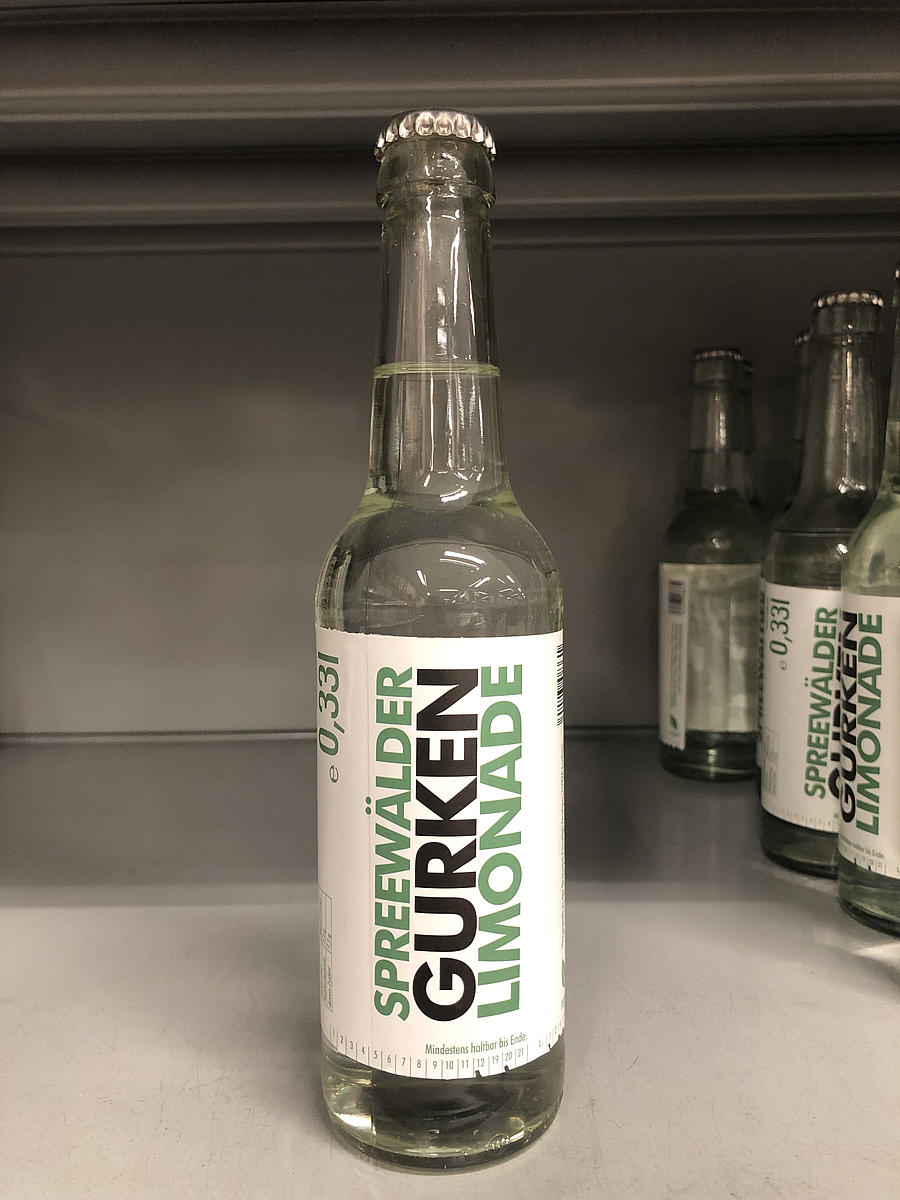 e 0,33l
SPREEWÄLDER
GURKEN
LIMONADE
Mindestens haltbar bis Ende:
1 2 3 4 5 6 7 8 9 10 11 12 19 20 21
e 0,33l
SPREEWÄLDER
GURKEN
LIMONADE